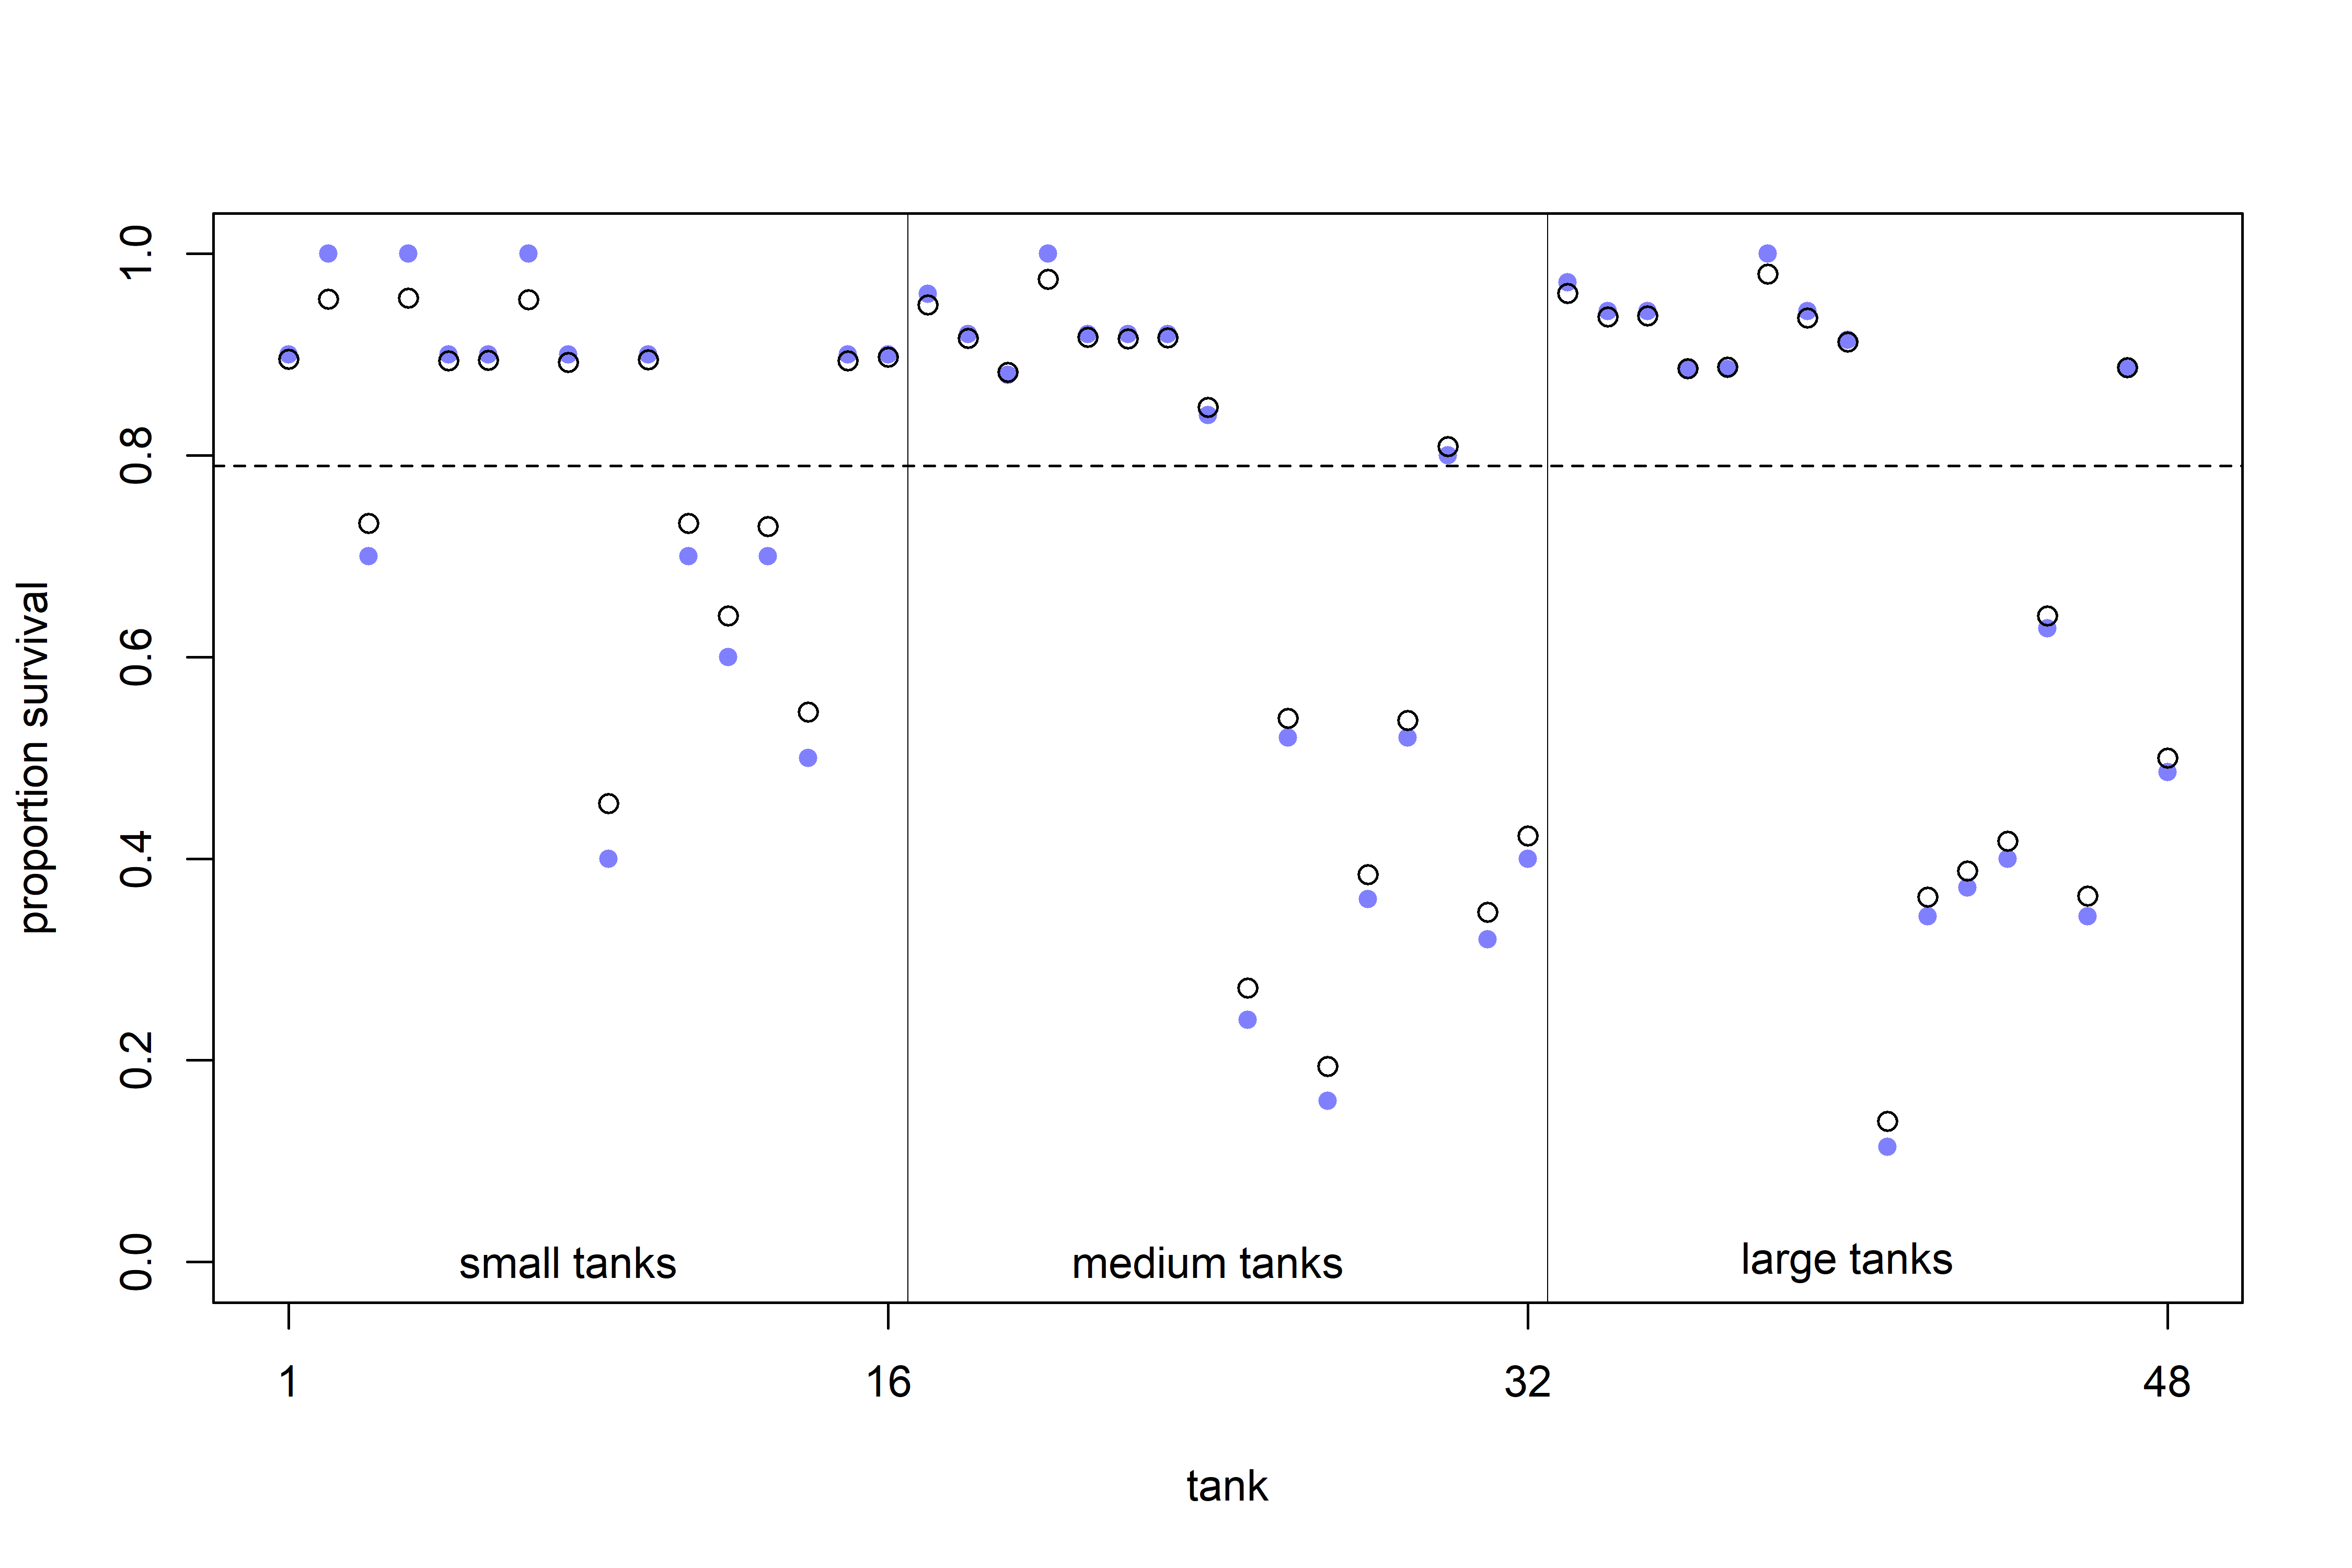 1.0
0.8
0.6
0.4
0.2
0.0
proportion survival
small tanks
medium tanks
large tanks
1
16
32
48
tank